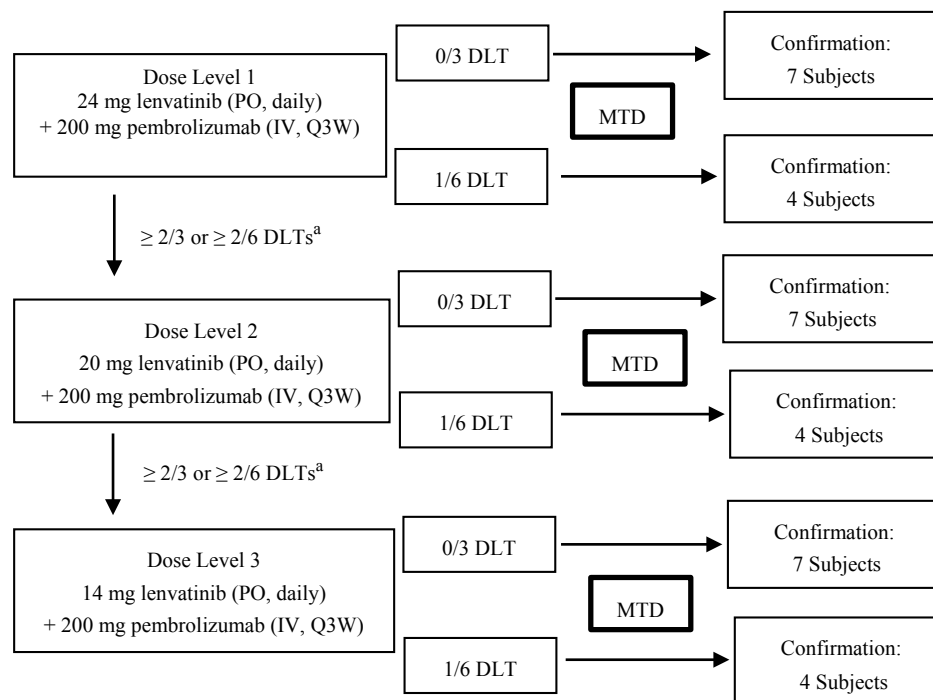 Dose Level 1
24 mg lenvatinib (PO, daily)
+ 200 mg pembrolizumab (IV, Q3W)
0/3 DLT
MTD
Confirmation:
7 Subjects
1/6 DLT
Confirmation:
4 Subjects
≥ 2/3 or ≥ 2/6 DLTsa
Dose Level 2
20 mg lenvatinib (PO, daily)
+ 200 mg pembrolizumab (IV, Q3W)
0/3 DLT
MTD
Confirmation:
7 Subjects
1/6 DLT
Confirmation:
4 Subjects
≥ 2/3 or ≥ 2/6 DLTsa
Dose Level 3
14 mg lenvatinib (PO, daily)
+ 200 mg pembrolizumab (IV, Q3W)
0/3 DLT
MTD
Confirmation:
7 Subjects
1/6 DLT
Confirmation:
4 Subjects